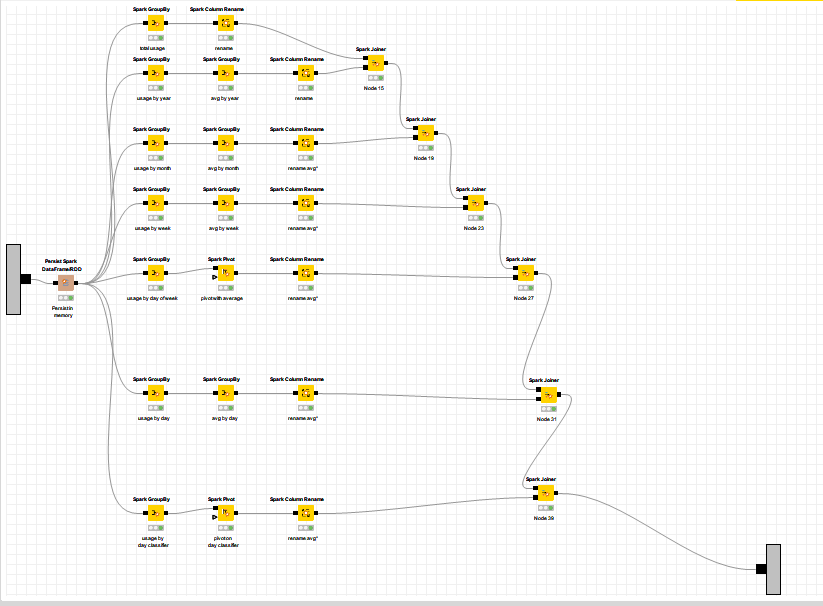 Spark GroupBy
Spark Column Rename
total usage
rename
Spark Joiner
Node 15
Spark GroupBy
Spark GroupBy
Spark Column Rename
usage by year
avg by year
rename
Spark Joiner
Node 19
Spark GroupBy
Spark GroupBy
Spark Column Rename
usage by month
avg by month
rename avg*
Spark GroupBy
Spark GroupBy
Spark Column Rename
Spark Joiner
usage by week
avg by week
rename avg*
Node 23
Persist Spark
DataFrame/RDD
Persist in
memory
Spark GroupBy
Spark Pivot
Spark Column Rename
Spark Joiner
usage by day of week
pivot with average
rename avg*
Node 27
Spark GroupBy
Spark GroupBy
Spark Column Rename
Spark Joiner
usage by day
avg by day
rename avg*
Node 31
Spark Joiner
Node 39
Spark GroupBy
Spark Pivot
Spark Column Rename
usage by
day classifier
pivot on
day classifier
rename avg*